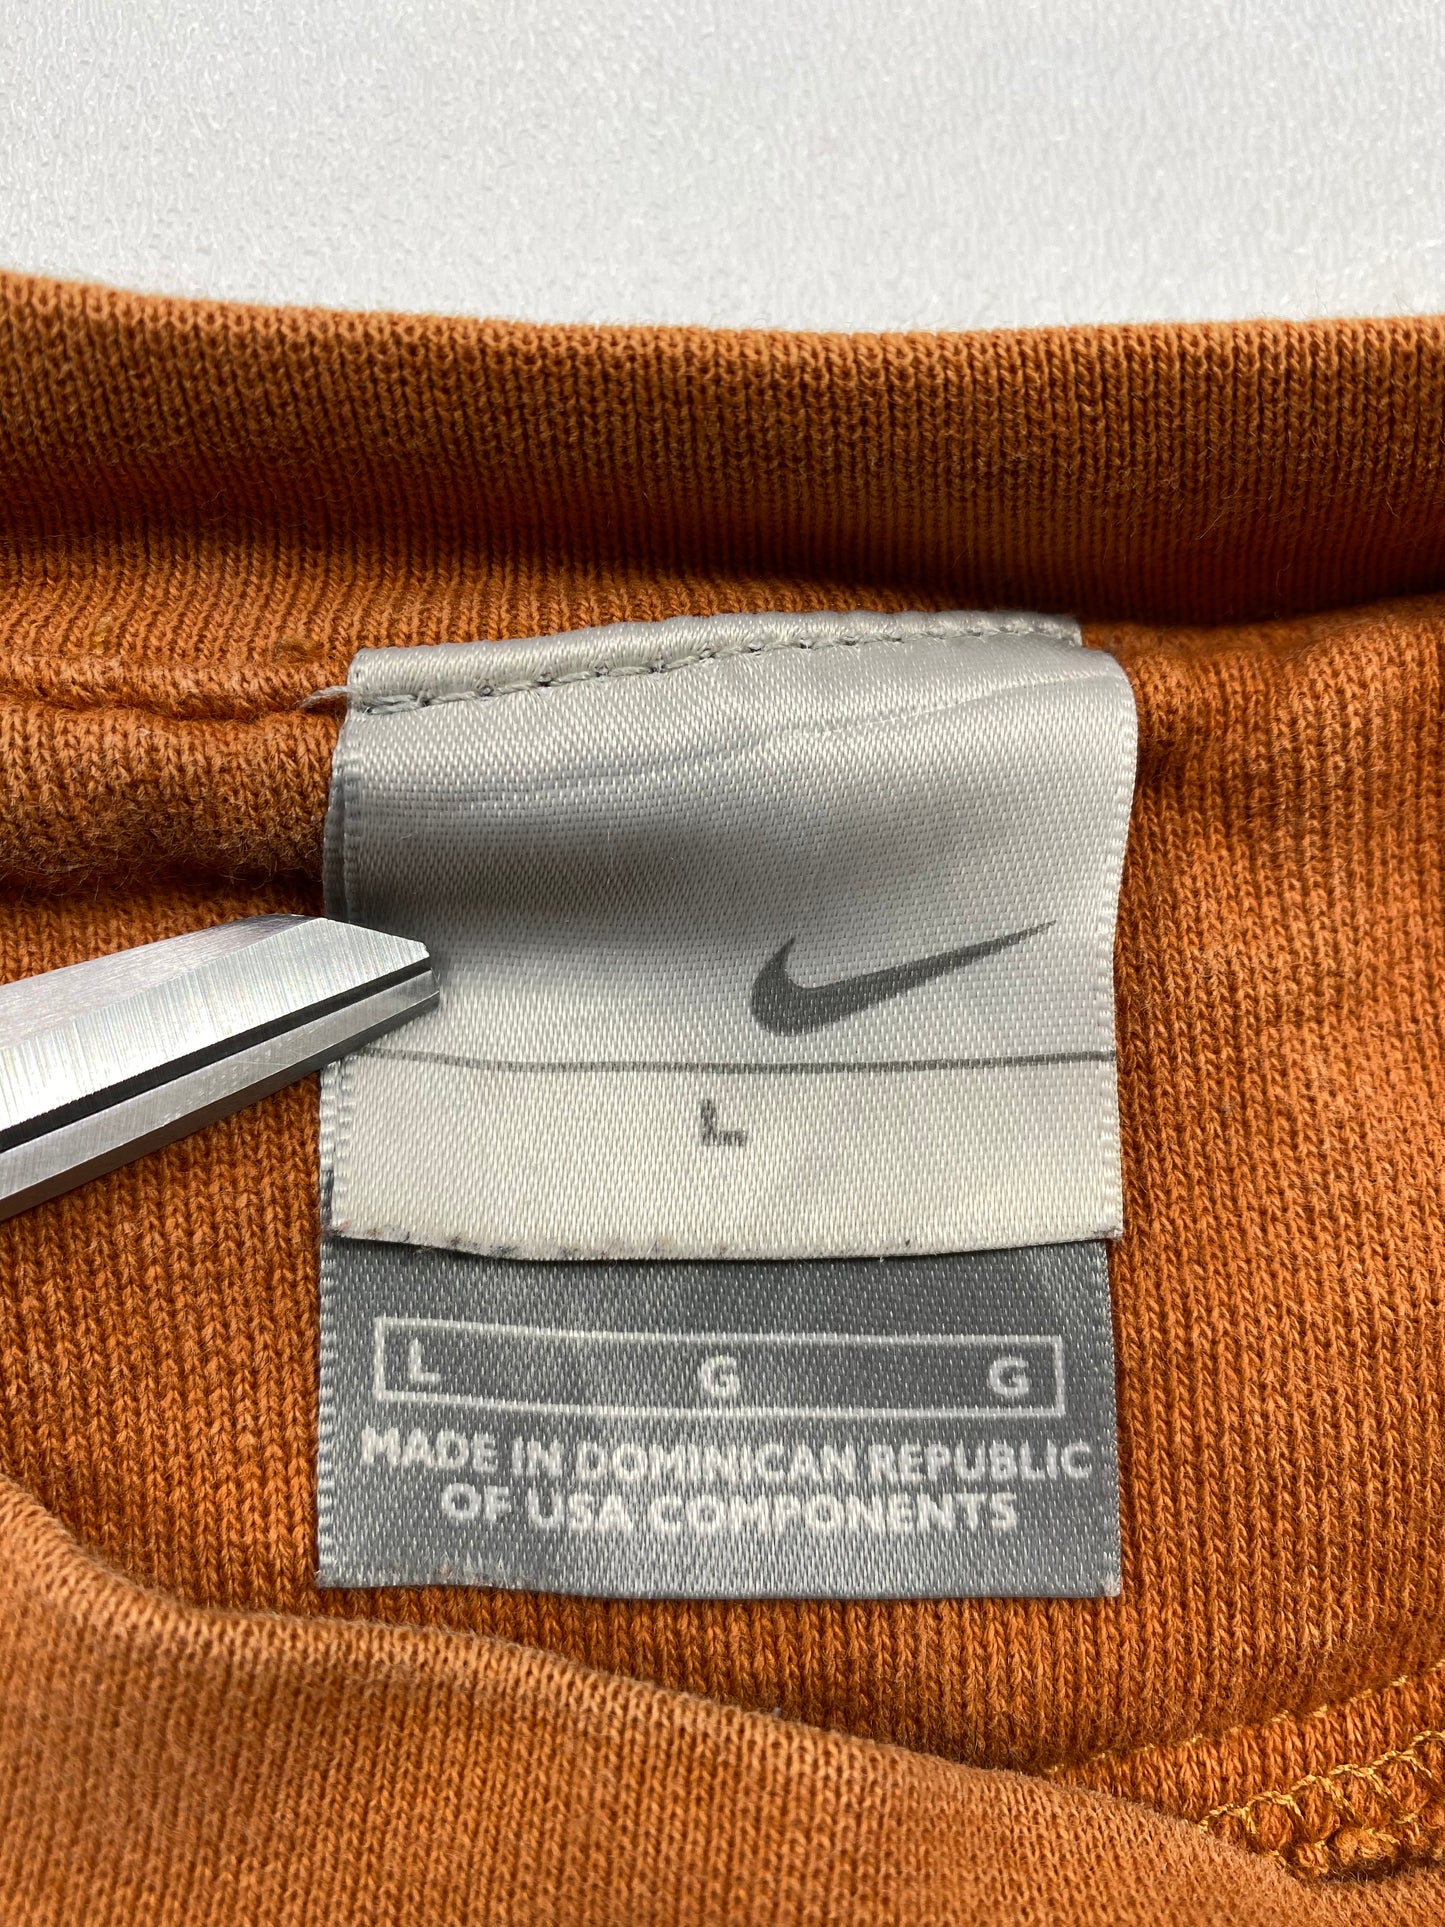 L
L G G
MADE IN DOMINICAN REPUBLIC
OF USA COMPONENTS